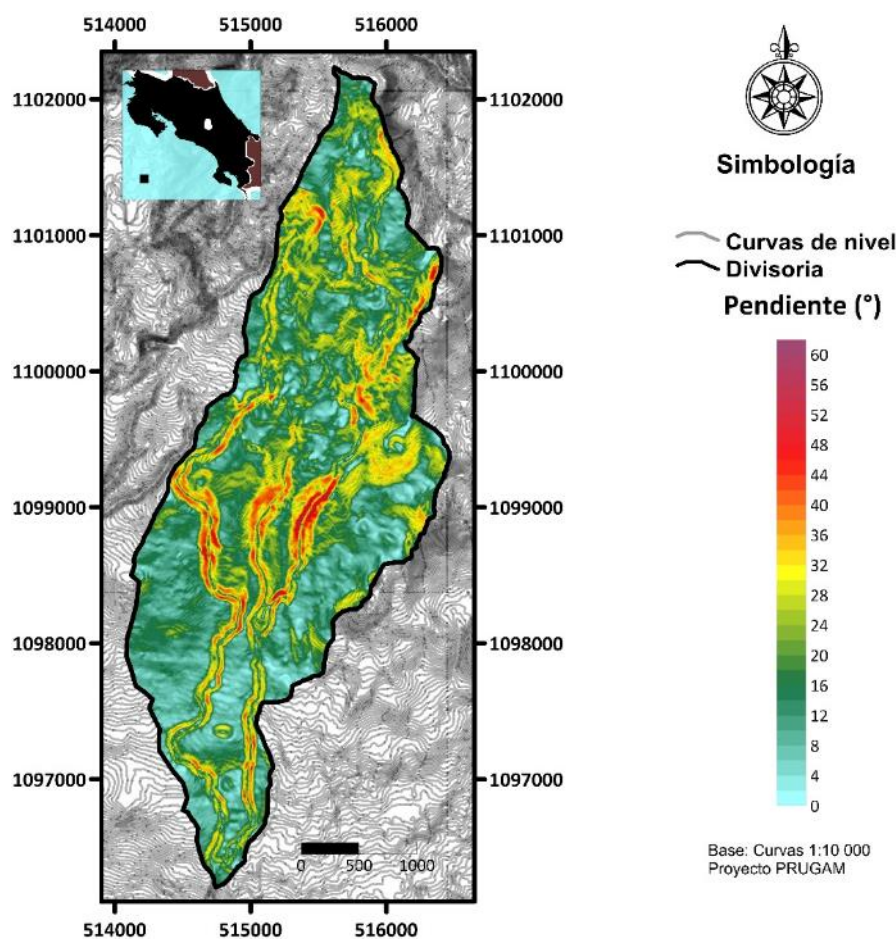 514000 515000 516000
1102000 1102000
1101000 1101000
1100000 1100000
1099000 1099000
1098000 1098000
1097000 1097000
0 500 1000
514000 515000 516000
Simbología
Curvas de nivel
Divisoria
Pendiente (°)
60
56
52
48
44
40
36
32
28
24
20
16
12
8
4
0
Base: Curvas 1:10 000
Proyecto PRUGAM